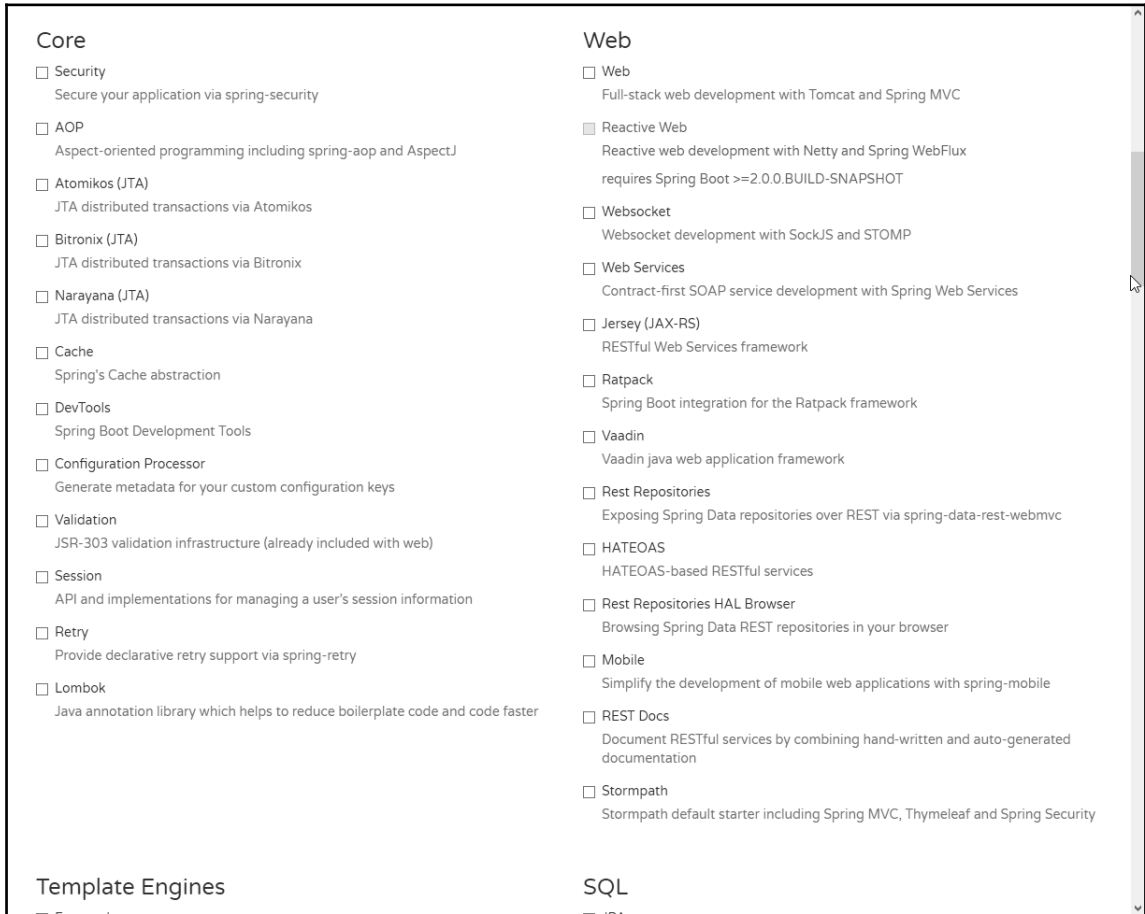 Core
Security
Secure your application via spring-security
AOP
Aspect-oriented programming including spring-aop and AspectJ
Atomikos (JTA)
JTA distributed transactions via Atomikos
Bitronix (JTA)
JTA distributed transactions via Bitronix
Narayana (JTA)
JTA distributed transactions via Narayana
Cache
Spring's Cache abstraction
DevTools
Spring Boot Development Tools
Configuration Processor
Generate metadata for your custom configuration keys
Validation
JSR-303 validation infrastructure (already included with web)
Session
API and implementations for managing a user's session information
Retry
Provide declarative retry support via spring-retry
Lombok
Java annotation library which helps to reduce boilerplate code and code faster
Web
Web
Full-stack web development with Tomcat and Spring MVC
Reactive Web
Reactive web development with Netty and Spring WebFlux
requires Spring Boot >=2.0.0.BUILD-SNAPSHOT
Websocket
Websocket development with SockJS and STOMP
Web Services
Contract-first SOAP service development with Spring Web Services
Jersey (JAX-RS)
RESTful Web Services framework
Ratpack
Spring Boot integration for the Ratpack framework
Vaadin
Vaadin java web application framework
Rest Repositories
Exposing Spring Data repositories over REST via spring-data-rest-webmvc
HATEOAS
HATEOAS-based RESTful services
Rest Repositories HAL Browser
Browsing Spring Data REST repositories in your browser
Mobile
Simplify the development of mobile web applications with spring-mobile
REST Docs
Document RESTful services by combining hand-written and auto-generated
documentation
Stormpath
Stormpath default starter including Spring MVC, Thymeleaf and Spring Security
Template Engines
SQL